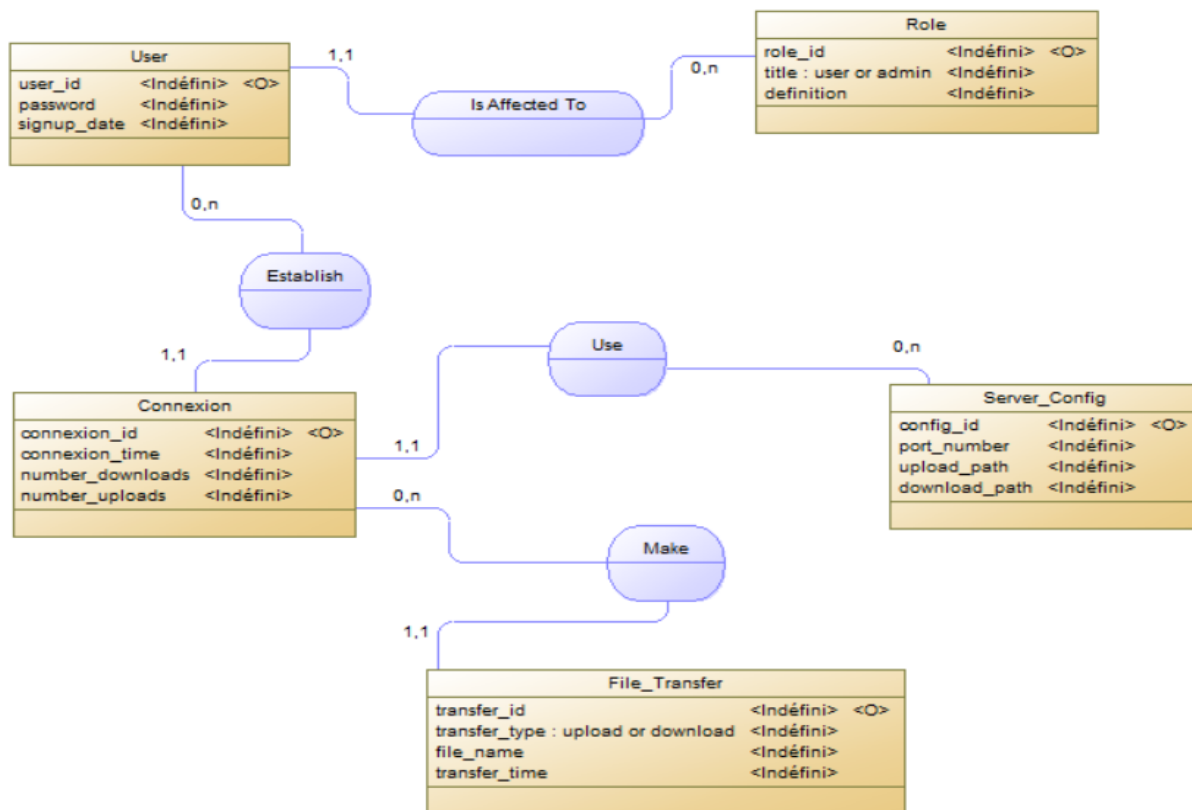 User
user_id <Indéfini> <O>
password <Indéfini>
signup_date <Indéfini>
1,1
Is Affected To
0,n
Role
role_id <Indéfini> <O>
title : user or admin <Indéfini>
definition <Indéfini>
0,n
Establish
1,1
Connexion
connexion_id <Indéfini> <O>
connexion_time <Indéfini>
number_downloads <Indéfini>
number_uploads <Indéfini>
1,1
Use
0,n
Server_Config
config_id <Indéfini> <O>
port_number <Indéfini>
upload_path <Indéfini>
download_path <Indéfini>
0,n
Make
1,1
File_Transfer
transfer_id <Indéfini> <O>
transfer_type : upload or download <Indéfini>
file_name <Indéfini>
transfer_time <Indéfini>